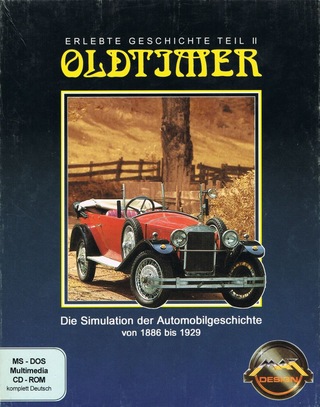 ERLEBTE GESCHICHTE TEIL II
OLDTIMER
Die Simulation der Automobilgeschichte
von 1886 bis 1929
MS - DOS
Multimedia
CD - ROM
komplett Deutsch
MAX
DESIGN